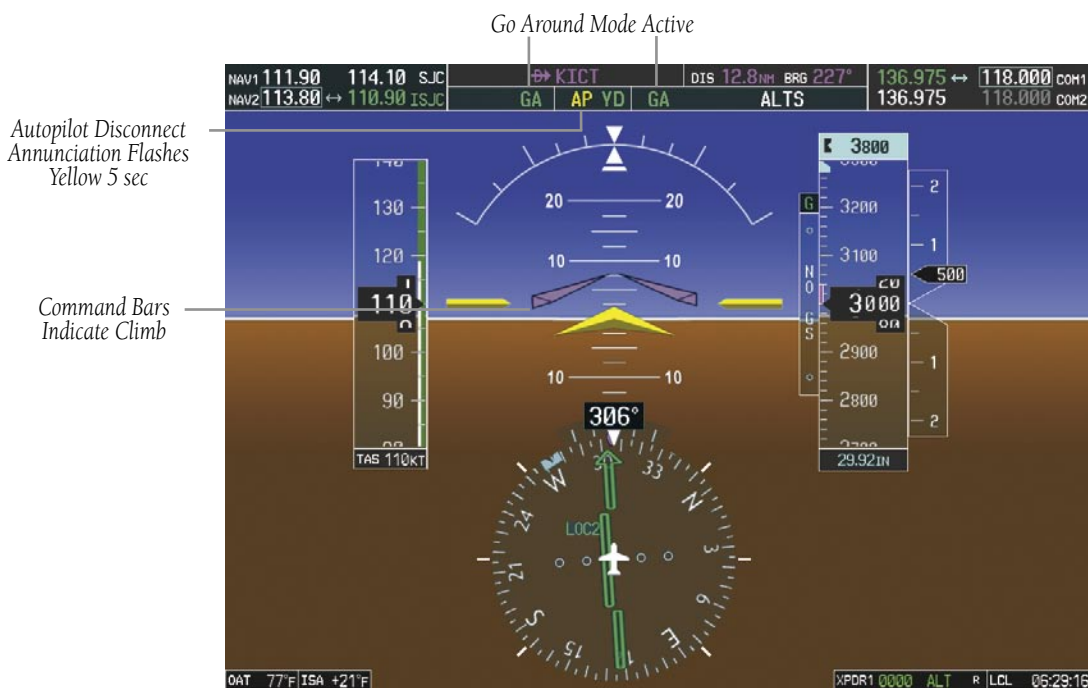 Go Around Mode Active
NAV1 111.90 114.10 SJC
D KICT
DIS 12.8NM BRG 227°
136.975 ↔ 118.000 COM1
NAV2 113.80 ↔ 110.90 ISJC
GA AP YD GA ALTS
136.975 118.000 COM2
Autopilot Disconnect
Annunciation Flashes
Yellow 5 sec
3800
130
120
110
100
90
TAS 110KT
20 20
10 10
10 10
G
NO GS
3200
3100
20
3000
80
2900
2800
29.92IN
2
1
500
1
2
Command Bars
Indicate Climb
306°
33
N
3
6
E
15
S
21
24
W
LOC2
OAT 77°F ISA +21°F
XPDR1 0000 ALT R LCL 06:29:16